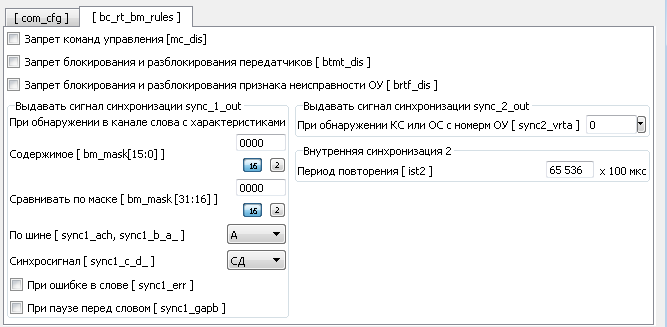 [ com_cfg ] [ bc_rt_bm_rules ]
Запрет команд управления [mc_dis]
Запрет блокирования и разблокирования передатчиков [ btmt_dis ]
Запрет блокирования и разблокирования признака неисправности ОУ [ brtf_dis ]
Выдавать сигнал синхронизации sync_1_out
При обнаружении в канале слова с характеристиками
0000
Содержимое [ bm_mask[15:0] ]
16 2
0000
Сравнивать по маске [ bm_mask [31:16] ]
16 2
По шине [ sync1_ach, sync1_b_a_ ] A
Синхросигнал [ sync1_c_d_ ] СД
При ошибке в слове [ sync1_err ]
При паузе перед словом [ sync1_gapb ]
Выдавать сигнал синхронизации sync_2_out
При обнаружении КС или ОС с номерм ОУ [ sync2_vrta ] 0
Внутренняя синхронизация 2
Период повторения [ ist2 ] 65 536 x 100 мкс